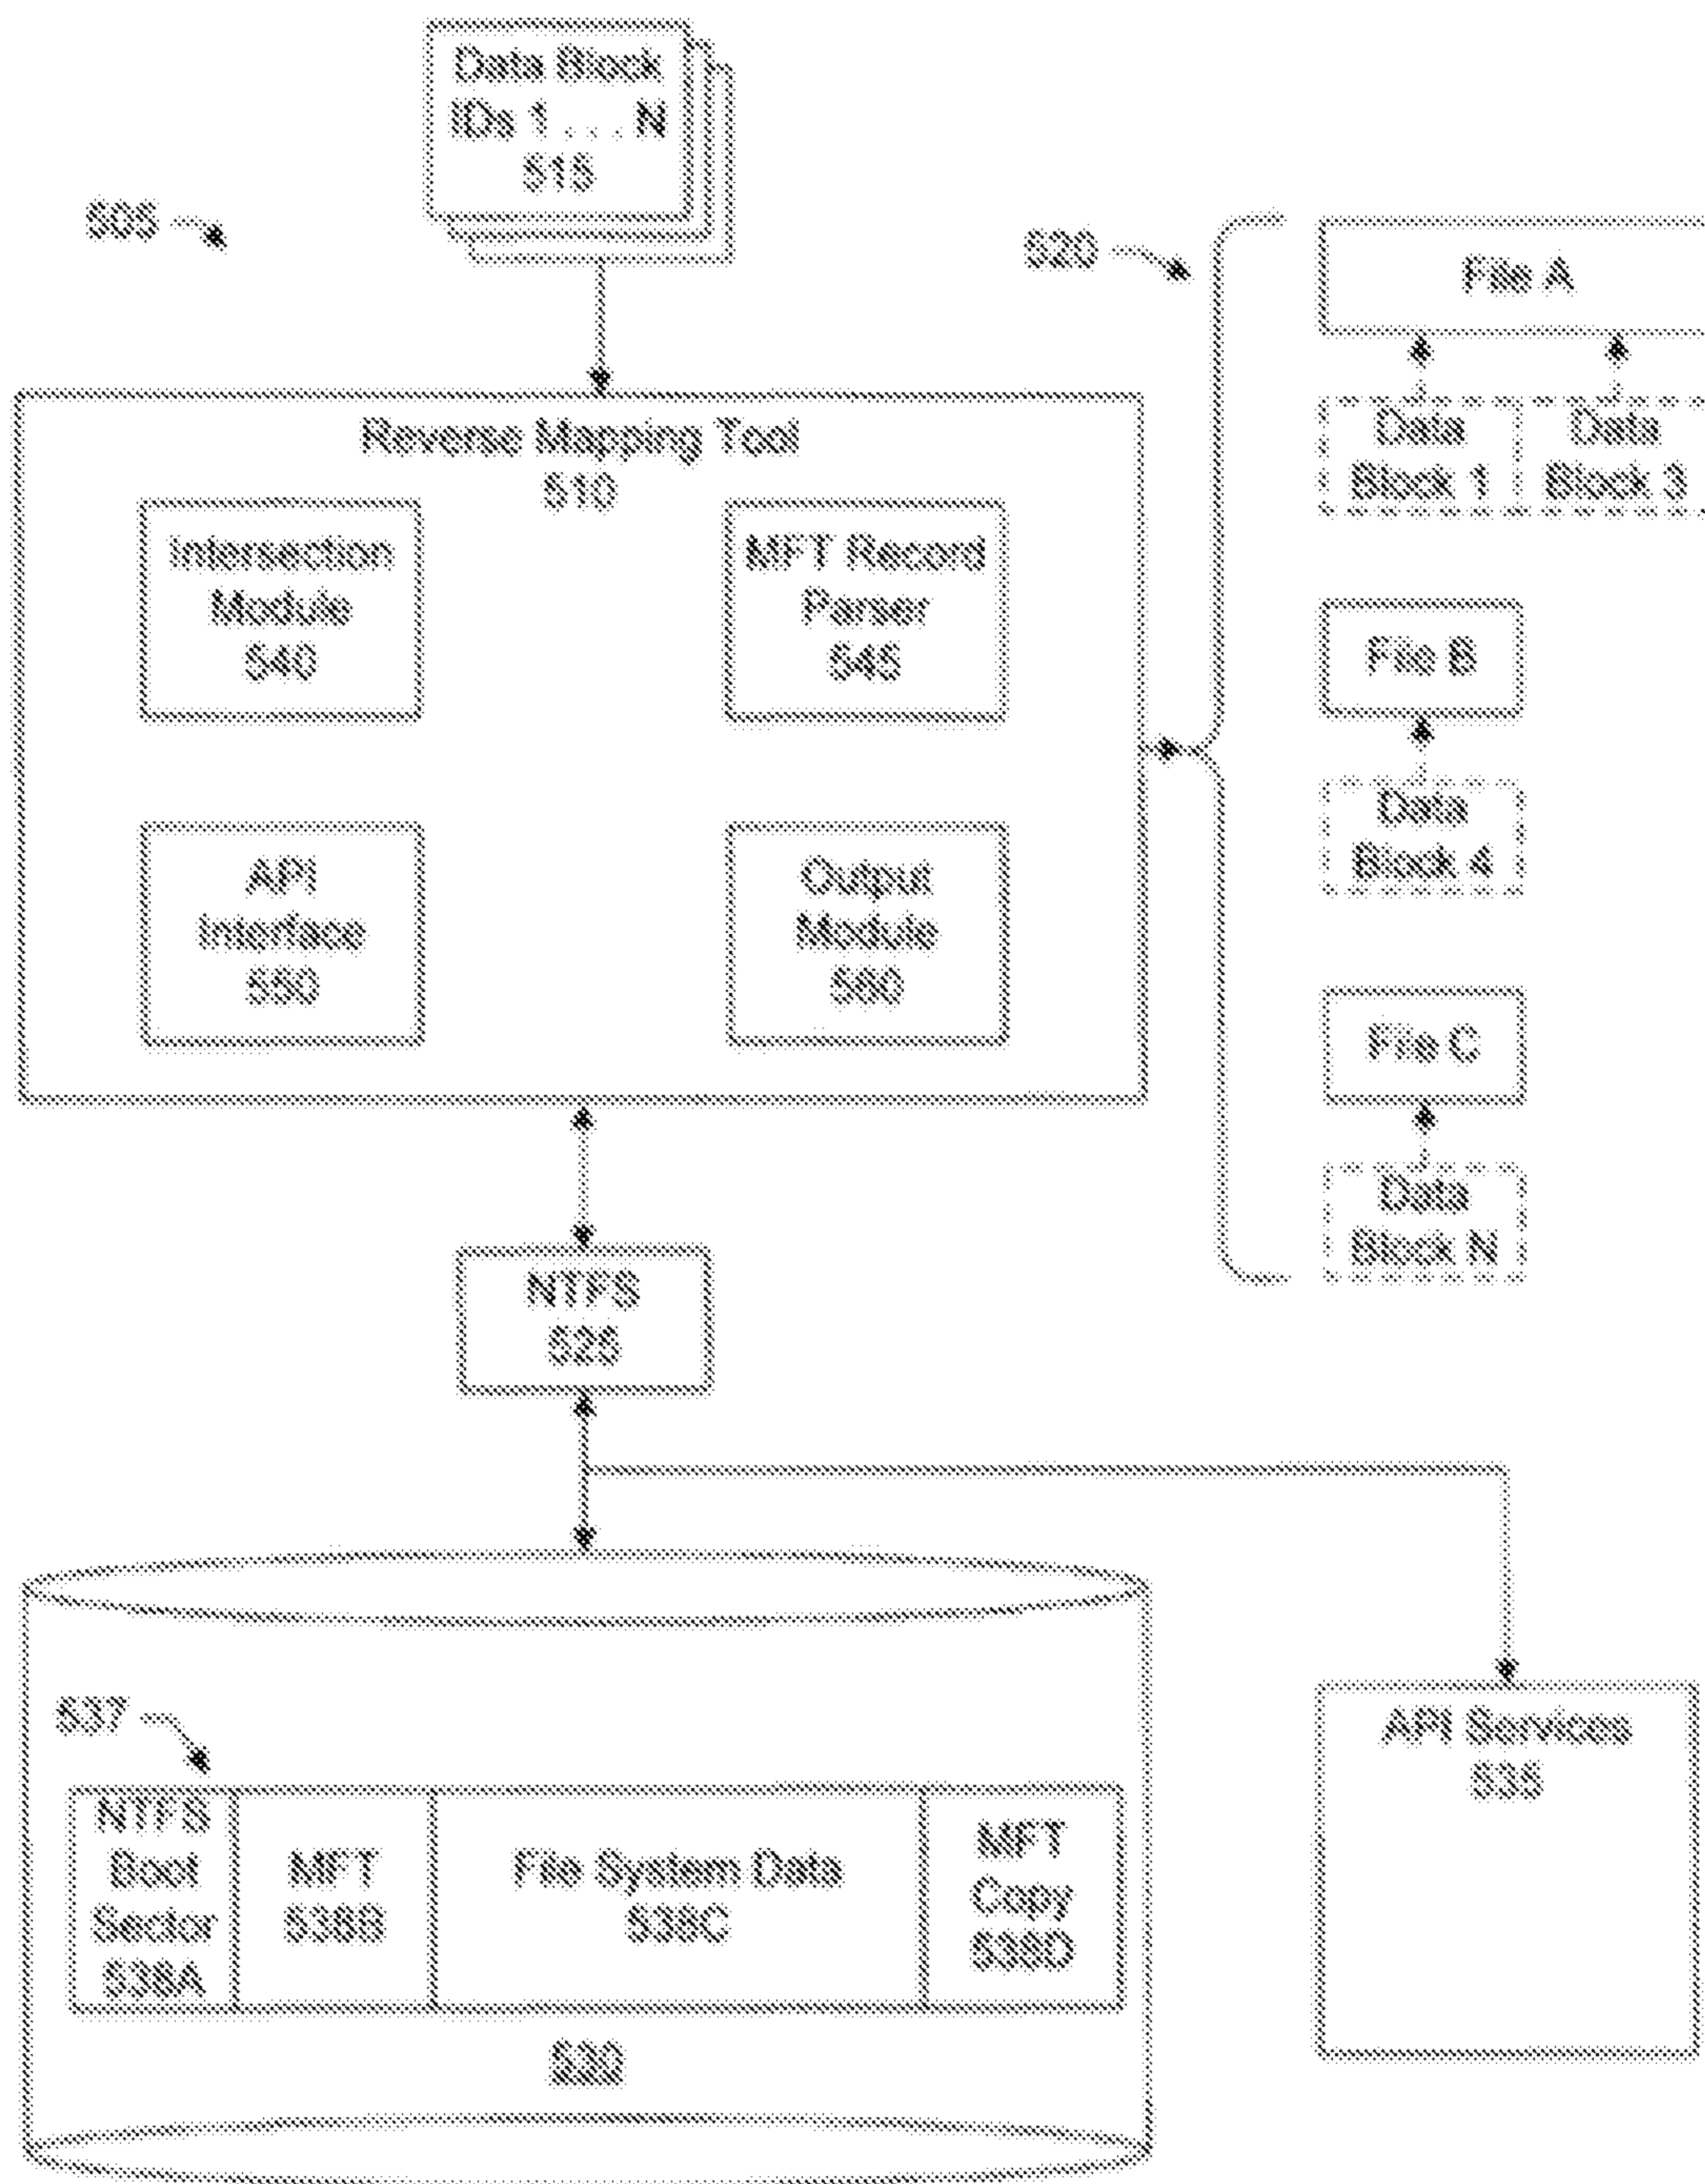 Data Block
IDs 1 . . . N
515
505
520
File A
Data
Block 1
Data
Block 3
Reverse Mapping Tool
510
Intersection
Module
540
MFT Record
Parser
545
File B
Data
Block 4
API
Interface
550
Output
Module
560
File C
Data
Block N
NTFS
525
537
API Services
535
NTFS
Boot
Sector
538A
MFT
538B
File System Data
538C
MFT
Copy
538D
530